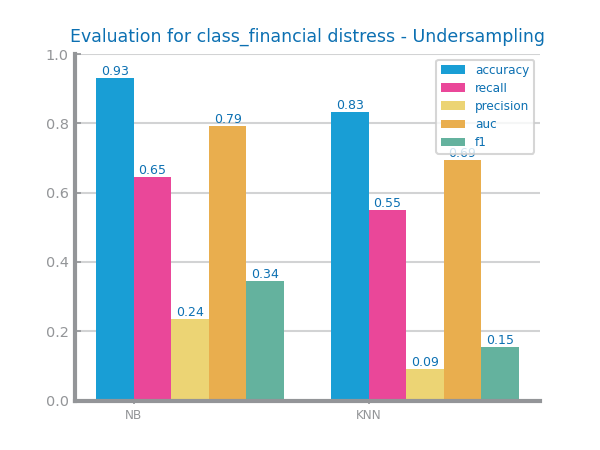 Evaluation for class_financial distress - Undersampling
1.0
0.8
0.6
0.4
0.2
0.0
0.93
0.65
0.24
0.79
0.34
0.83
0.55
0.09
0.69
0.15
accuracy
recall
precision
auc
f1
NB
KNN